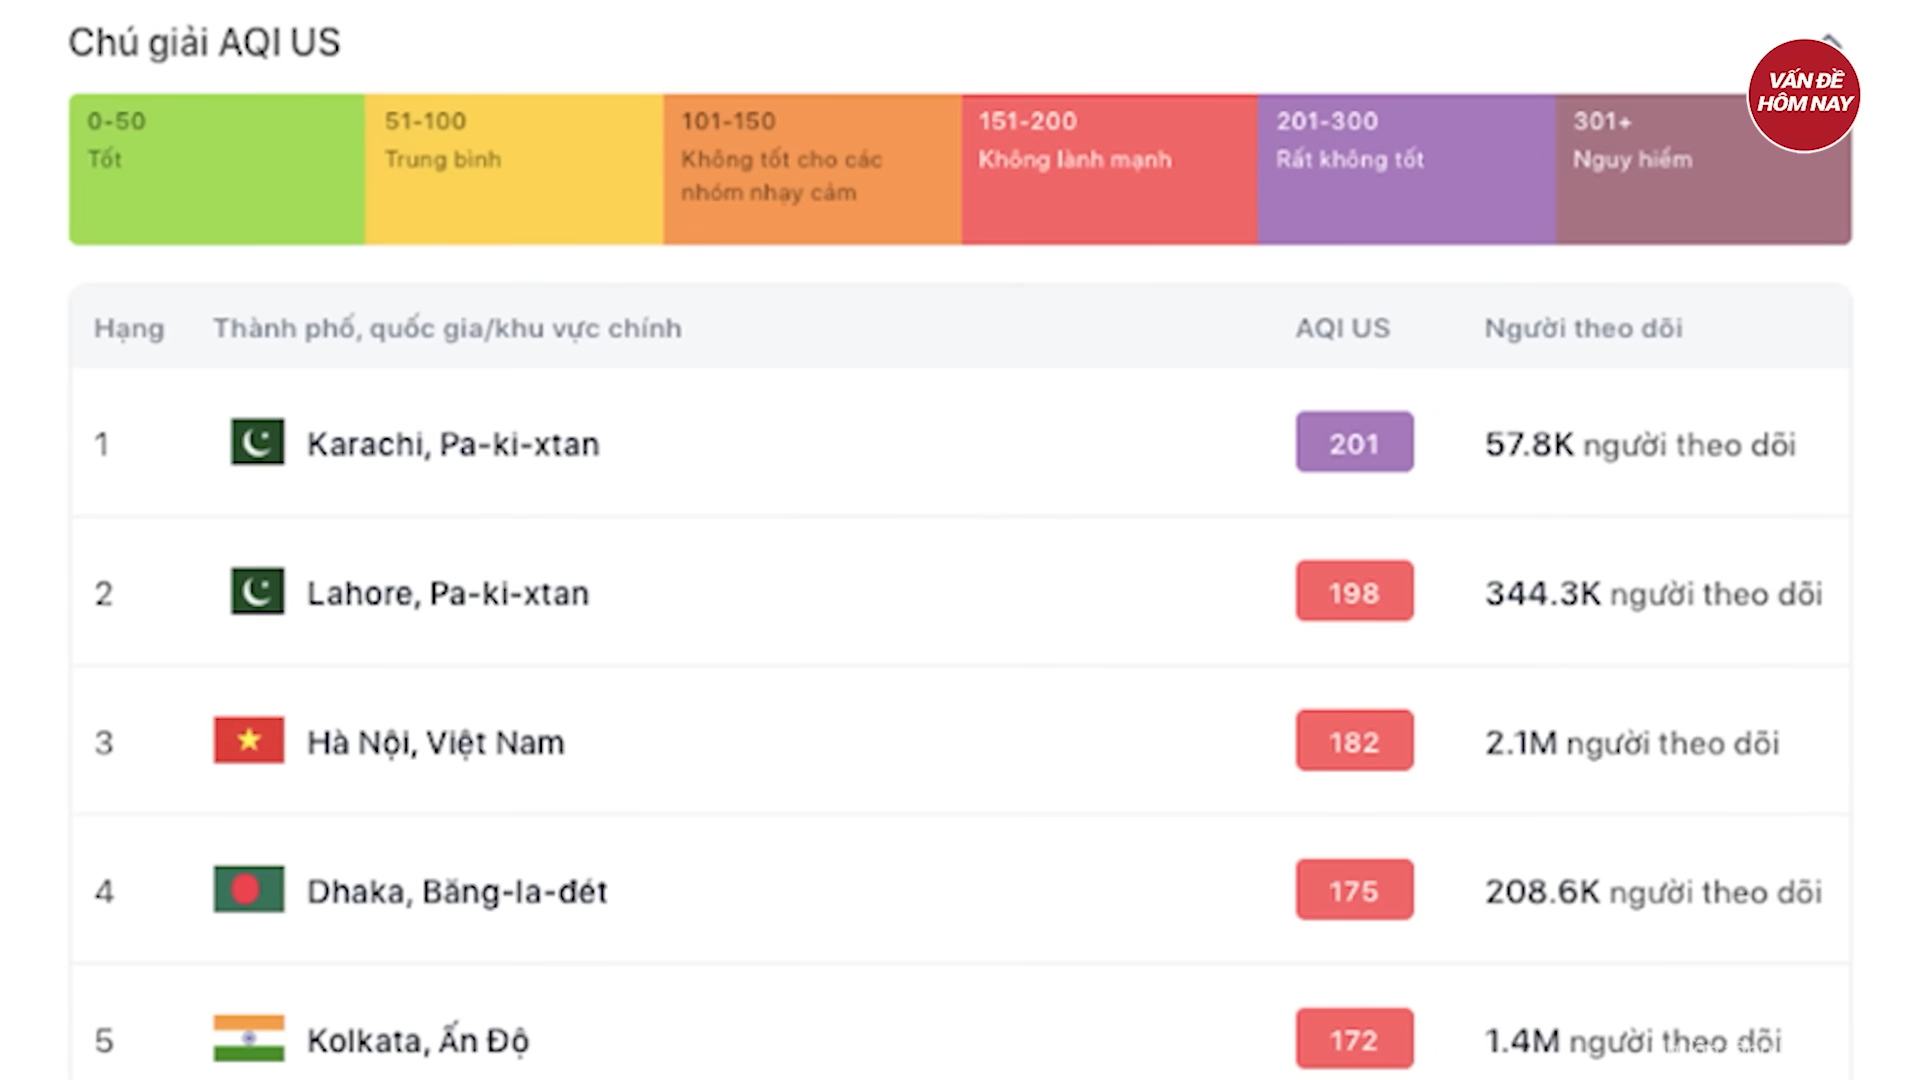 Chú giải AQI US
VẤN ĐỀ
HÔM NAY
0-50
Tốt
51-100
Trung bình
101-150
Không tốt cho các
nhóm nhạy cảm
151-200
Không lành mạnh
201-300
Rất không tốt
301+
Nguy hiểm
Hạng Thành phố, quốc gia/khu vực chính AQI US Người theo dõi
1 Karachi, Pa-ki-xtan 201 57.8K người theo dõi
2 Lahore, Pa-ki-xtan 198 344.3K người theo dõi
3 Hà Nội, Việt Nam 182 2.1M người theo dõi
4 Dhaka, Băng-la-đét 175 208.6K người theo dõi
5 Kolkata, Ấn Độ 172 1.4M người theo dõi